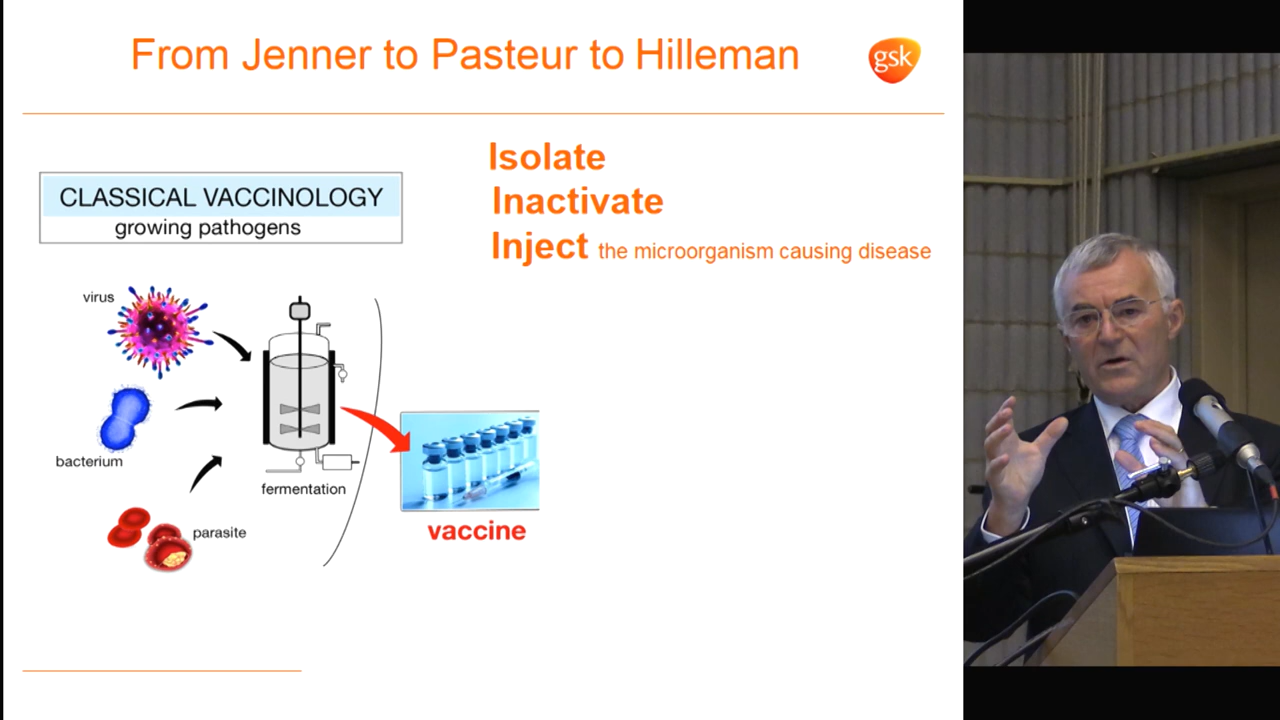 From Jenner to Pasteur to Hilleman
gsk
Isolate
Inactivate
Inject the microorganism causing disease
CLASSICAL VACCINOLOGY
growing pathogens
virus
bacterium
parasite
fermentation
vaccine